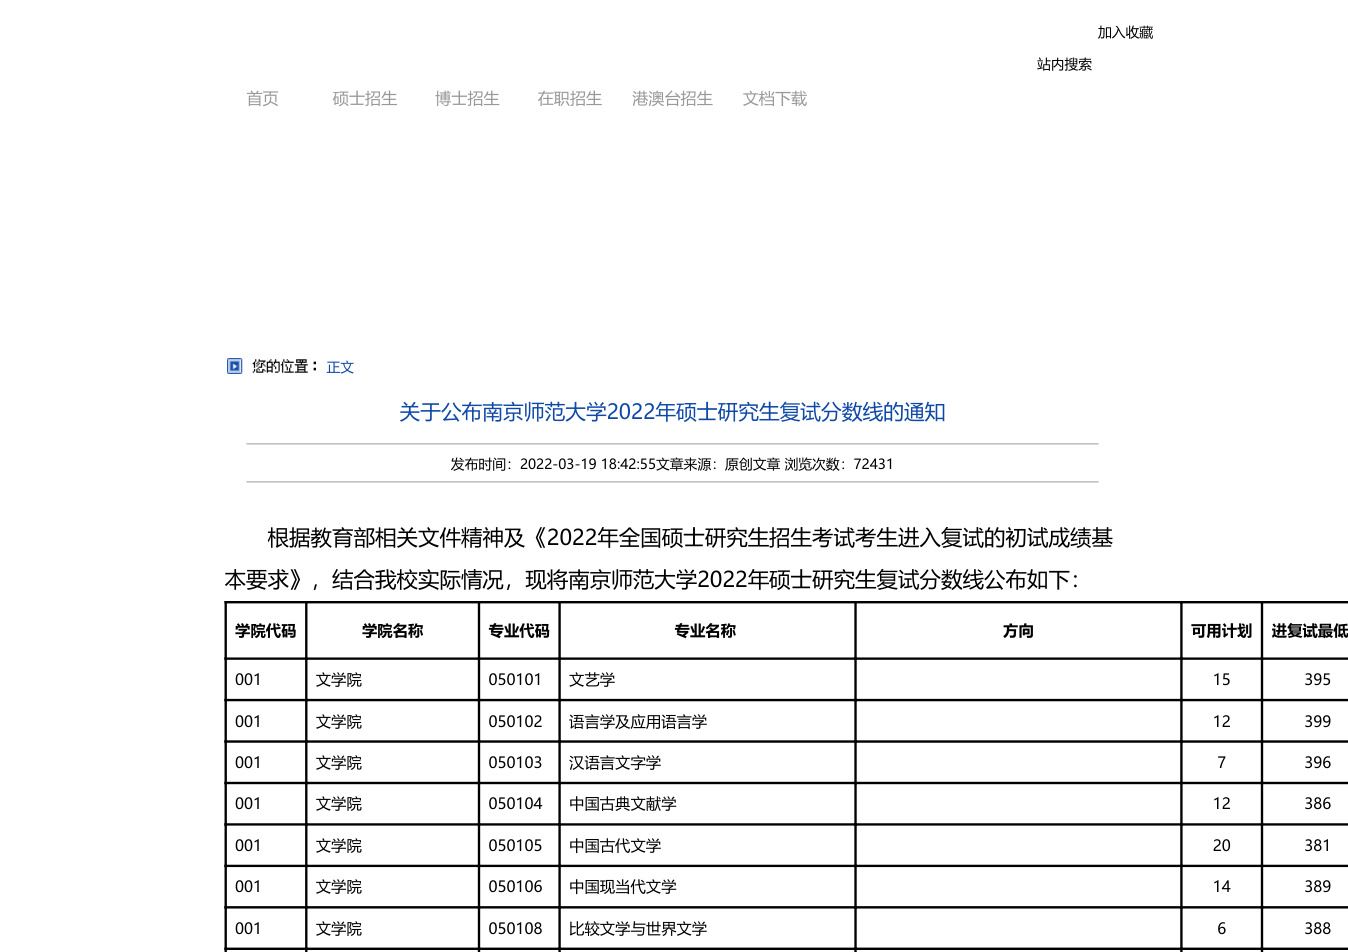 加入收藏
站内搜索
首页 硕士招生 博士招生 在职招生 港澳台招生 文档下载
您的位置： 正文
关于公布南京师范大学2022年硕士研究生复试分数线的通知
发布时间：2022-03-19 18:42:55文章来源：原创文章 浏览次数：72431
根据教育部相关文件精神及《2022年全国硕士研究生招生考试考生进入复试的初试成绩基
本要求》，结合我校实际情况，现将南京师范大学2022年硕士研究生复试分数线公布如下：
学院代码 学院名称 专业代码 专业名称 方向 可用计划 进复试最低
001 文学院 050101 文艺学 15 395
001 文学院 050102 语言学及应用语言学 12 399
001 文学院 050103 汉语言文字学 7 396
001 文学院 050104 中国古典文献学 12 386
001 文学院 050105 中国古代文学 20 381
001 文学院 050106 中国现当代文学 14 389
001 文学院 050108 比较文学与世界文学 6 388